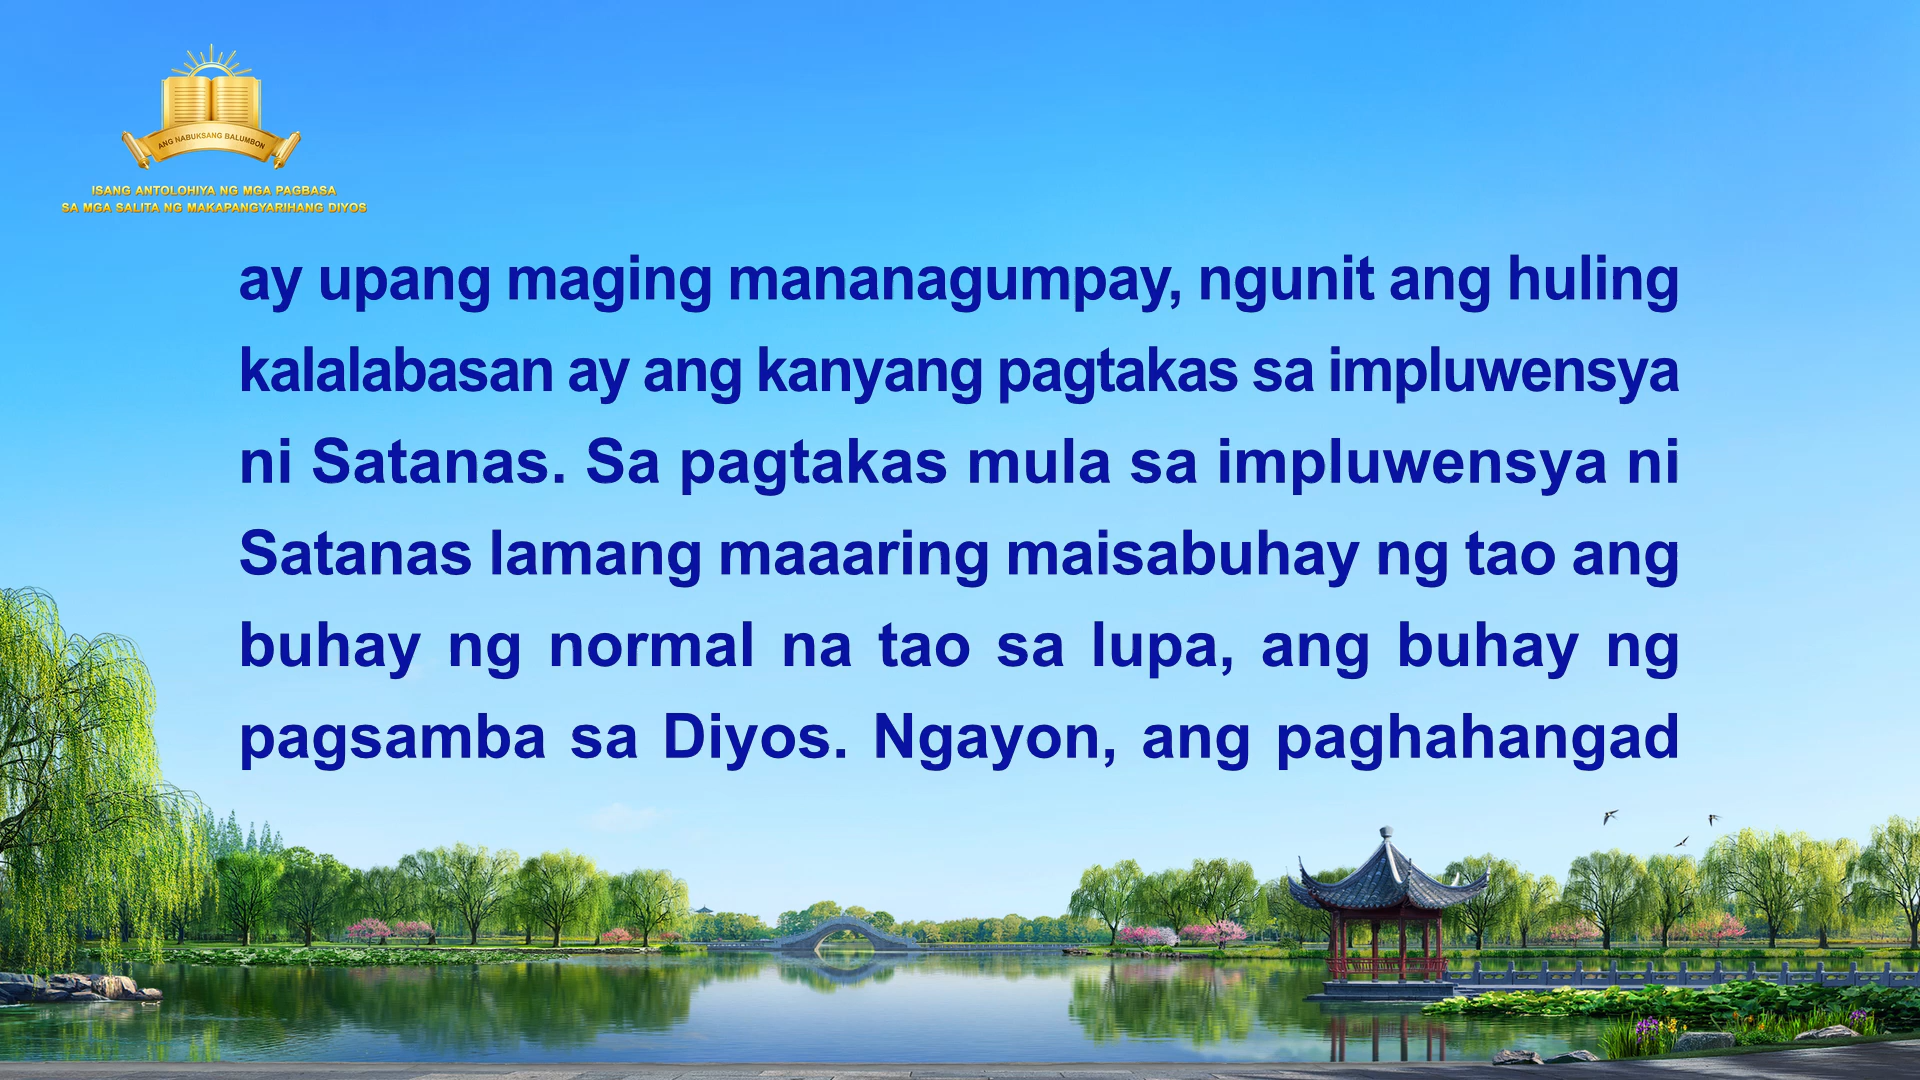 ANG NABUKSANG BALUMBON
ISANG ANTOLOHIYA NG MGA PAGBASA
SA MGA SALITA NG MAKAPANGYARIHANG DIYOS
ay upang maging mananagumpay, ngunit ang huling
kalalabasan ay ang kanyang pagtakas sa impluwensya
ni Satanas. Sa pagtakas mula sa impluwensya ni
Satanas lamang maaaring maisabuhay ng tao ang
buhay ng normal na tao sa lupa, ang buhay ng
pagsamba sa Diyos. Ngayon, ang paghahangad